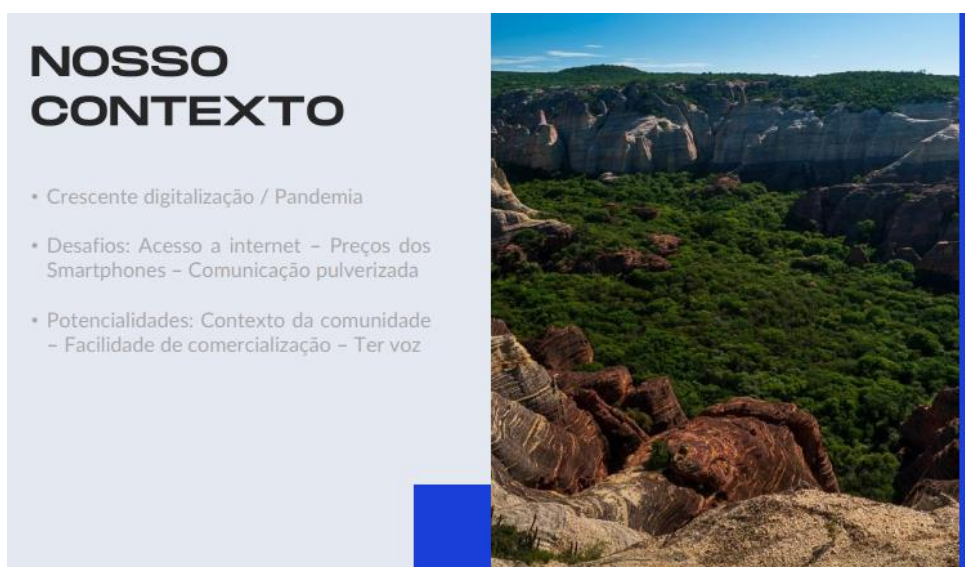 NOSSO
CONTEXTO
• Crescente digitalização / Pandemia
• Desafios: Acesso a internet – Preços dos
Smartphones – Comunicação pulverizada
• Potencialidades: Contexto da comunidade
– Facilidade de comercialização – Ter voz